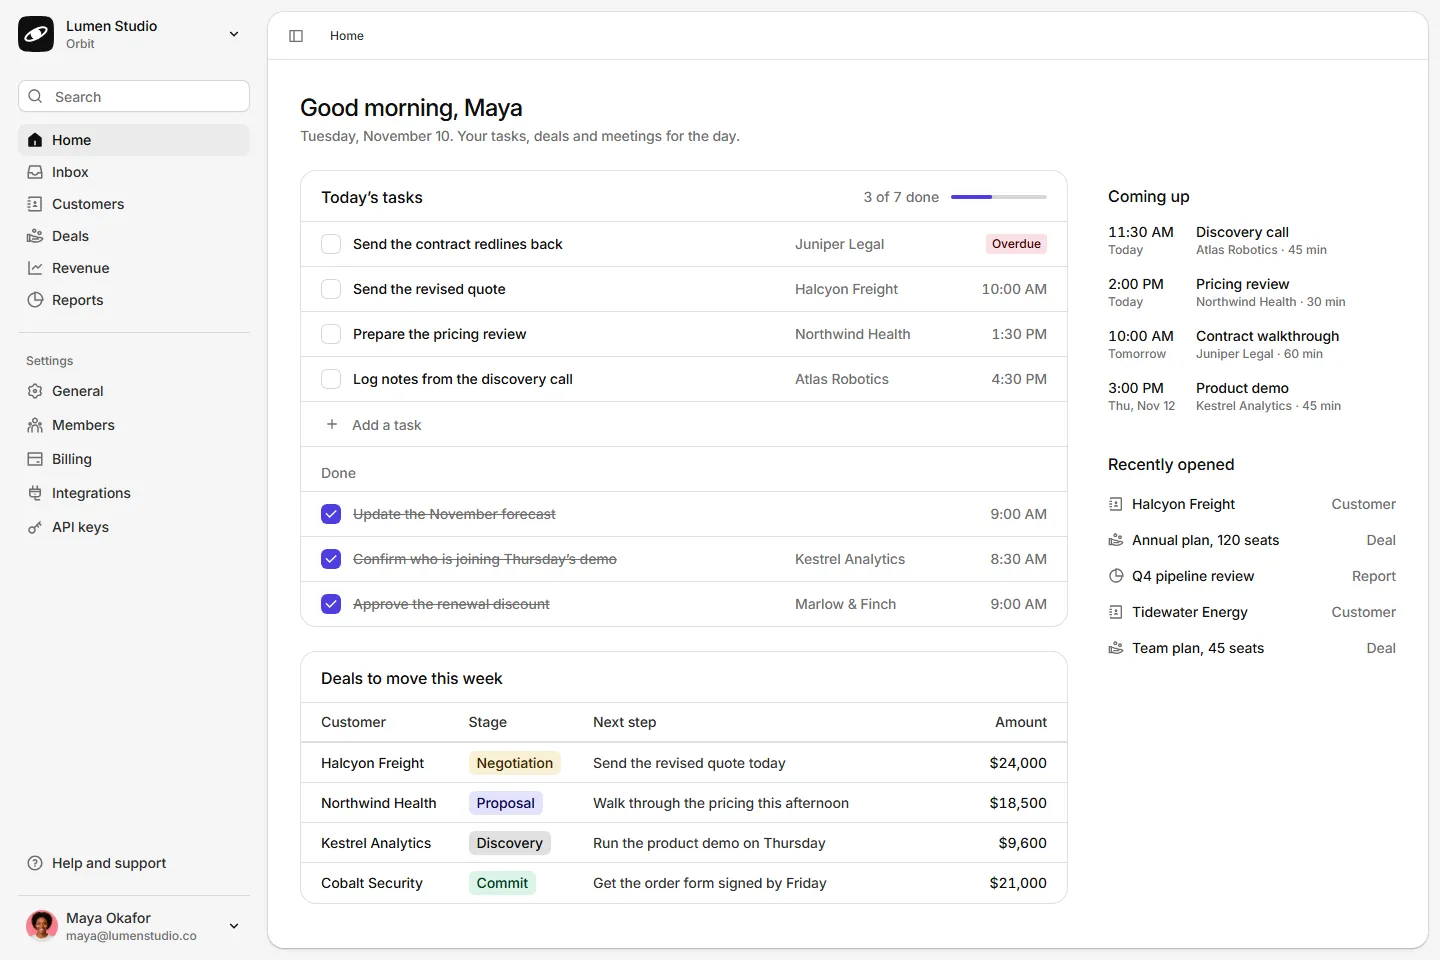 Lumen Studio
Orbit
Search
Home
Inbox
Customers
Deals
Revenue
Reports
Settings
General
Members
Billing
Integrations
API keys
Help and support
Maya Okafor
maya@lumenstudio.co
Home
Good morning, Maya
Tuesday, November 10. Your tasks, deals and meetings for the day.
Today’s tasks 3 of 7 done
Send the contract redlines back Juniper Legal Overdue
Send the revised quote Halcyon Freight 10:00 AM
Prepare the pricing review Northwind Health 1:30 PM
Log notes from the discovery call Atlas Robotics 4:30 PM
Add a task
Done
Update the November forecast 9:00 AM
Confirm who is joining Thursday’s demo Kestrel Analytics 8:30 AM
Approve the renewal discount Marlow & Finch 9:00 AM
Deals to move this week
Customer Stage Next step Amount
Halcyon Freight Negotiation Send the revised quote today $24,000
Northwind Health Proposal Walk through the pricing this afternoon $18,500
Kestrel Analytics Discovery Run the product demo on Thursday $9,600
Cobalt Security Commit Get the order form signed by Friday $21,000
Coming up
11:30 AM Discovery call
Today Atlas Robotics · 45 min
2:00 PM Pricing review
Today Northwind Health · 30 min
10:00 AM Contract walkthrough
Tomorrow Juniper Legal · 60 min
3:00 PM Product demo
Thu, Nov 12 Kestrel Analytics · 45 min
Recently opened
Halcyon Freight Customer
Annual plan, 120 seats Deal
Q4 pipeline review Report
Tidewater Energy Customer
Team plan, 45 seats Deal